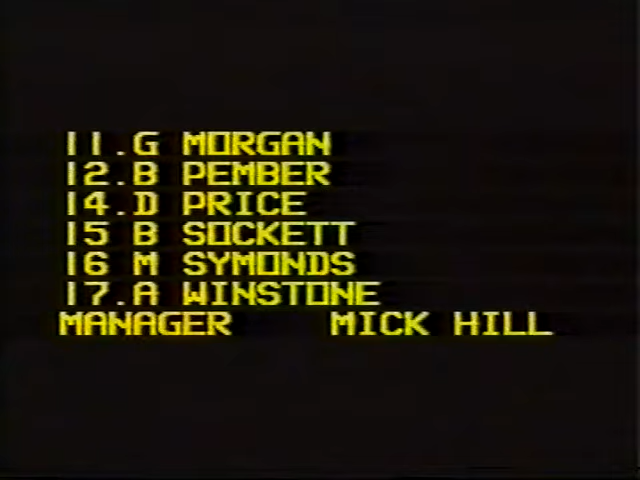 11.G MORGAN
12.B PEMBER
14.D PRICE
15 B SOCKETT
16 M SYMONDS
17.A WINSTONE
MANAGER MICK HILL